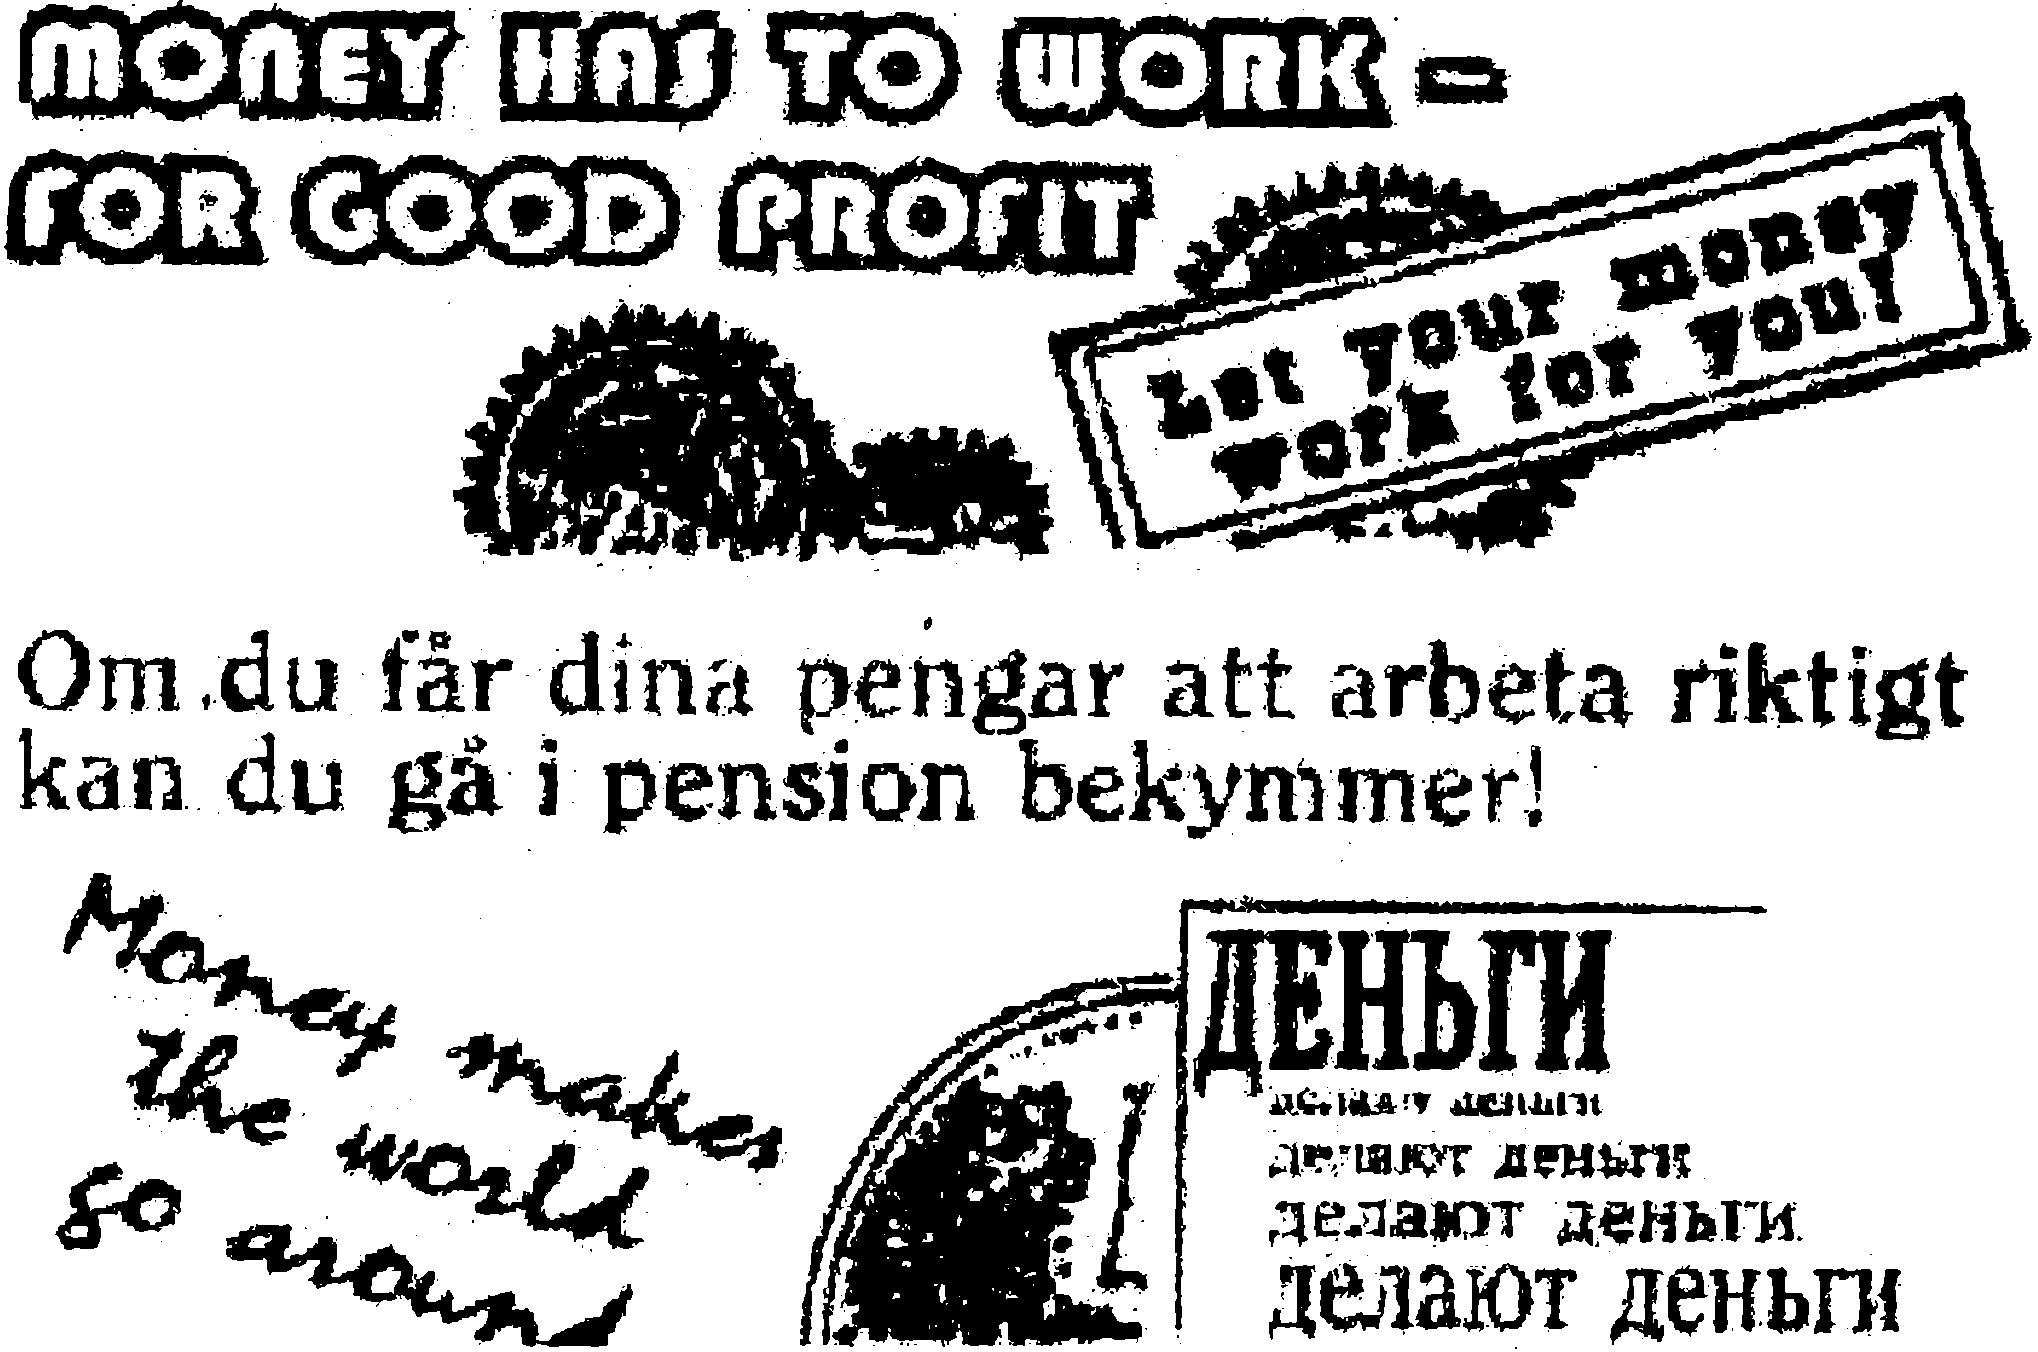 MONEY HAS TO WORK –
FOR GOOD PROFIT
Let your money
work for you!
Om du får dina pengar att arbeta riktigt
kan du gå i pension bekymmer!
Money makes
the world
go around
ДЕНЬГИ
делают деньги
делают деньги
делают деньги
делают деньги